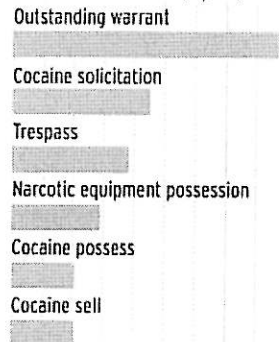 Outstanding warrant
Cocaine solicitation
Trespass
Narcotic equipment possession
Cocaine possess
Cocaine sell